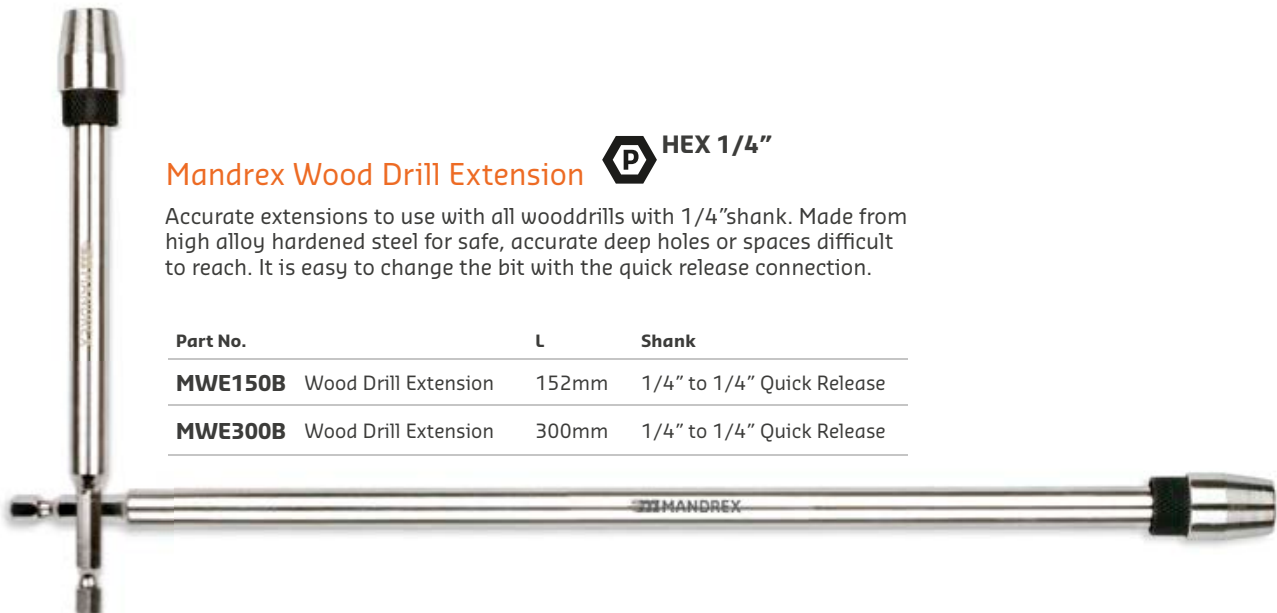 HEX 1/4”
P
Mandrex Wood Drill Extension
Accurate extensions to use with all wooddrills with 1/4”shank. Made from
high alloy hardened steel for safe, accurate deep holes or spaces difficult
to reach. It is easy to change the bit with the quick release connection.
Part No. L Shank
MWE150B Wood Drill Extension 152mm 1/4” to 1/4” Quick Release
MWE300B Wood Drill Extension 300mm 1/4” to 1/4” Quick Release
MANDREX